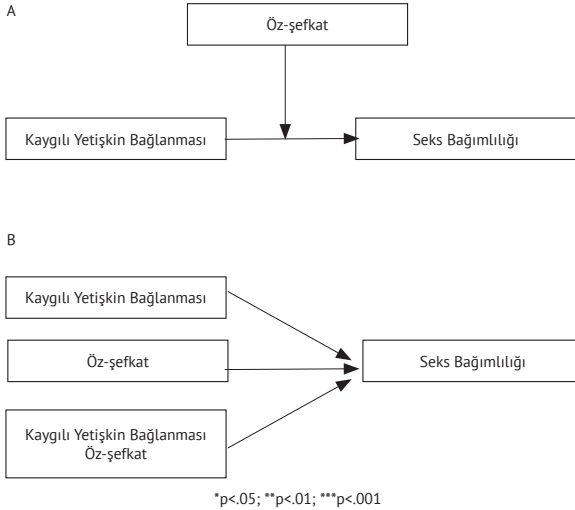 A
Öz-şefkat
Kaygılı Yetişkin Bağlanması
Seks Bağımlılığı
B
Kaygılı Yetişkin Bağlanması
Öz-şefkat
Seks Bağımlılığı
Kaygılı Yetişkin Bağlanması
Öz-şefkat
*p<.05; **p<.01; ***p<.001